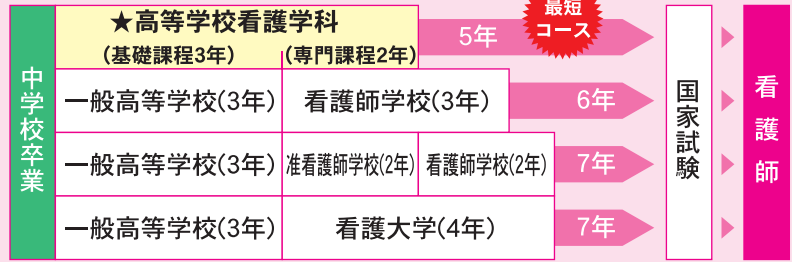 中学校卒業
★高等学校看護学科
(基礎課程3年)
(専門課程2年)
5年
最短
コース
一般高等学校(3年)
看護師学校(3年)
6年
一般高等学校(3年)
准看護師学校(2年)
看護師学校(2年)
7年
一般高等学校(3年)
看護大学(4年)
7年
国家試験
看護師